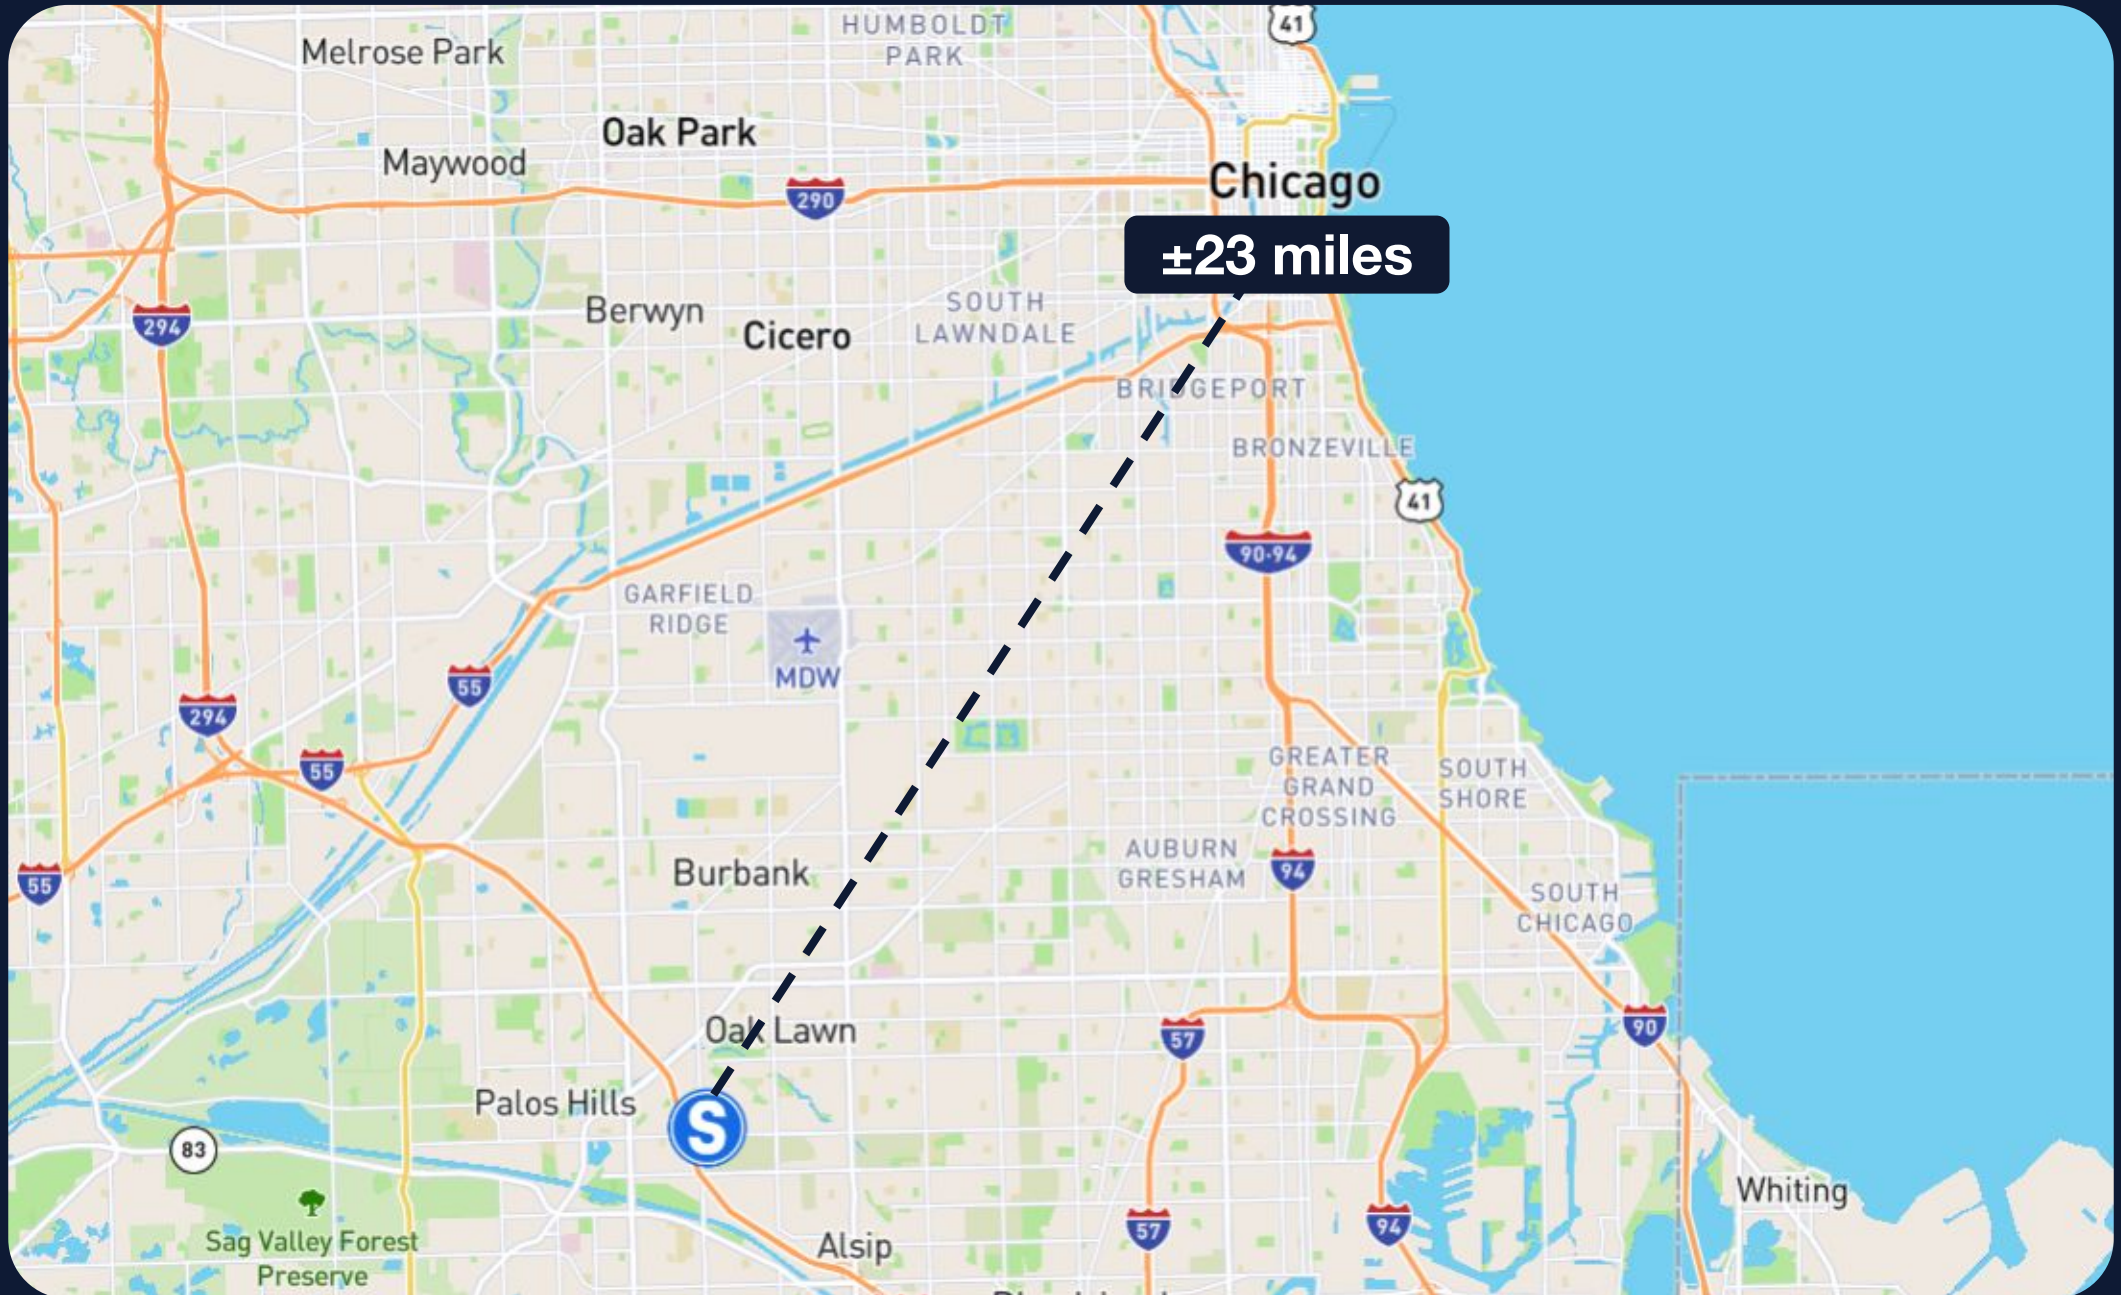 41
HUMBOLDT
PARK
Melrose Park
Oak Park
Maywood
290
Chicago
±23 miles
294
Berwyn
Cicero
SOUTH
LAWNDALE
BRIDGEPORT
BRONZEVILLE
41
90-94
GARFIELD
RIDGE
MDW
55
294
55
GREATER
GRAND
CROSSING
SOUTH
SHORE
55
Burbank
AUBURN
GRESHAM
94
SOUTH
CHICAGO
Oak Lawn
57
90
Palos Hills
S
83
Whiting
Sag Valley Forest
Preserve
Alsip
57
94